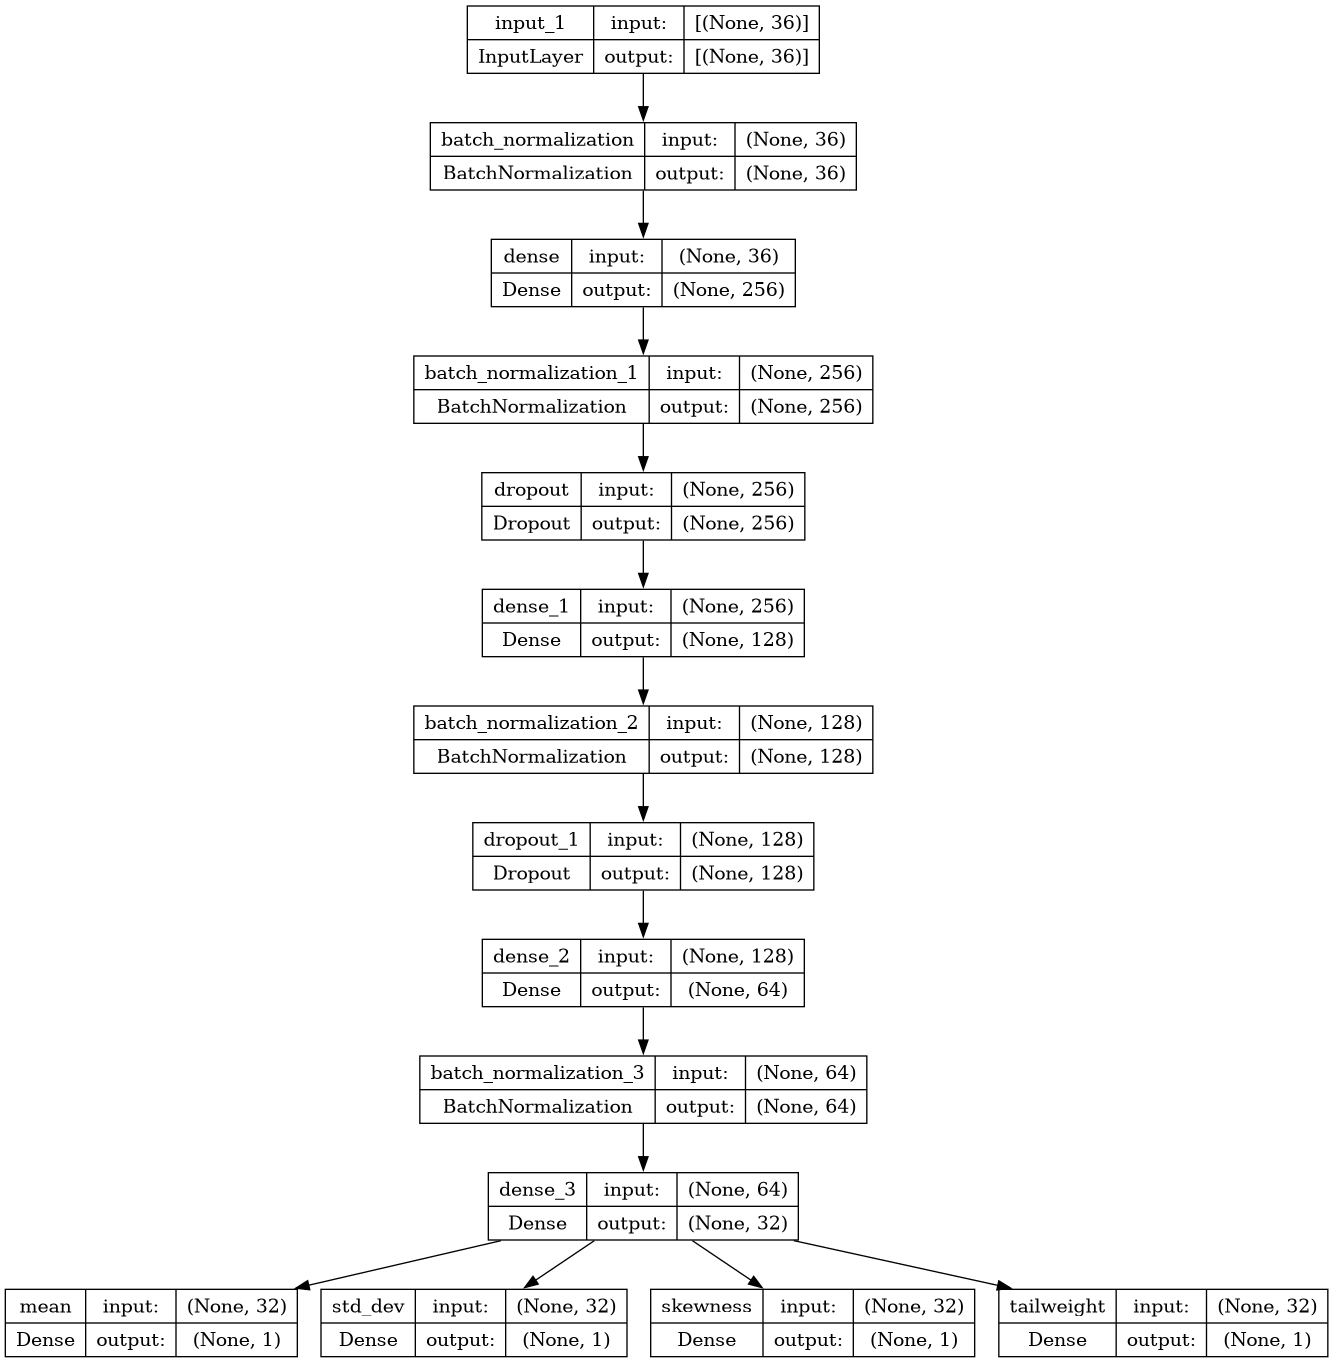 input_1 input: [(None, 36)]
InputLayer output: [(None, 36)]
batch_normalization input: (None, 36)
BatchNormalization output: (None, 36)
dense input: (None, 36)
Dense output: (None, 256)
batch_normalization_1 input: (None, 256)
BatchNormalization output: (None, 256)
dropout input: (None, 256)
Dropout output: (None, 256)
dense_1 input: (None, 256)
Dense output: (None, 128)
batch_normalization_2 input: (None, 128)
BatchNormalization output: (None, 128)
dropout_1 input: (None, 128)
Dropout output: (None, 128)
dense_2 input: (None, 128)
Dense output: (None, 64)
batch_normalization_3 input: (None, 64)
BatchNormalization output: (None, 64)
dense_3 input: (None, 64)
Dense output: (None, 32)
mean input: (None, 32) std_dev input: (None, 32) skewness input: (None, 32) tailweight input: (None, 32)
Dense output: (None, 1) Dense output: (None, 1) Dense output: (None, 1) Dense output: (None, 1)